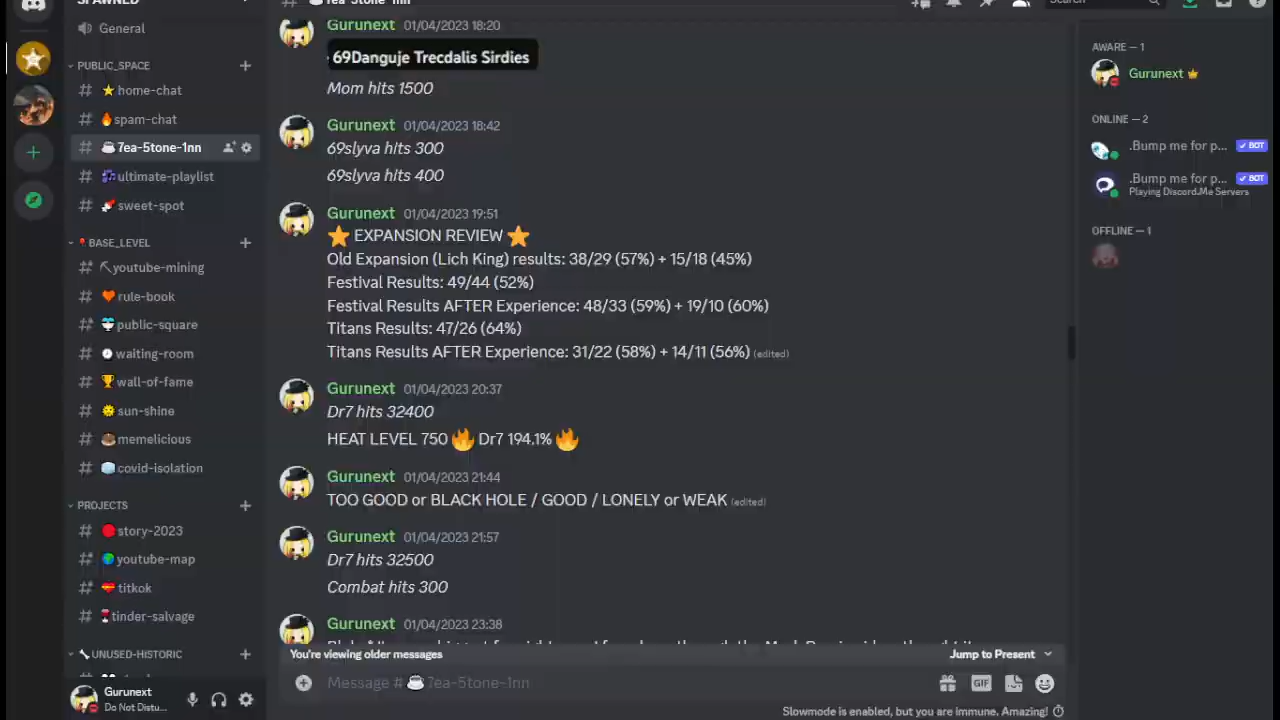 SPAWNED
General
PUBLIC_SPACE
home-chat
spam-chat
7ea-5tone-1nn
ultimate-playlist
sweet-spot
BASE_LEVEL
youtube-mining
rule-book
public-square
waiting-room
wall-of-fame
sun-shine
memelicious
covid-isolation
PROJECTS
story-2023
youtube-map
titkok
tinder-salvage
UNUSED-HISTORIC
Gurunext
Do Not Distu...
7ea-5tone-1nn
Search
Gurunext 01/04/2023 18:20
69Danguje Trecdalis Sirdies
Mom hits 1500
Gurunext 01/04/2023 18:42
69slyva hits 300
69slyva hits 400
Gurunext 01/04/2023 19:51
⭐ EXPANSION REVIEW ⭐
Old Expansion (Lich King) results: 38/29 (57%) + 15/18 (45%)
Festival Results: 49/44 (52%)
Festival Results AFTER Experience: 48/33 (59%) + 19/10 (60%)
Titans Results: 47/26 (64%)
Titans Results AFTER Experience: 31/22 (58%) + 14/11 (56%) (edited)
Gurunext 01/04/2023 20:37
Dr7 hits 32400
HEAT LEVEL 750 🔥 Dr7 194.1% 🔥
Gurunext 01/04/2023 21:44
TOO GOOD or BLACK HOLE / GOOD / LONELY or WEAK (edited)
Gurunext 01/04/2023 21:57
Dr7 hits 32500
Combat hits 300
Gurunext 01/04/2023 23:38
You're viewing older messages
Jump to Present
Message # ☕7ea-5tone-1nn
GIF
Slowmode is enabled, but you are immune. Amazing!
AWARE — 1
Gurunext
ONLINE — 2
.Bump me for p... ✓ BOT
.Bump me for p... ✓ BOT
Playing Discord.Me Servers
OFFLINE — 1